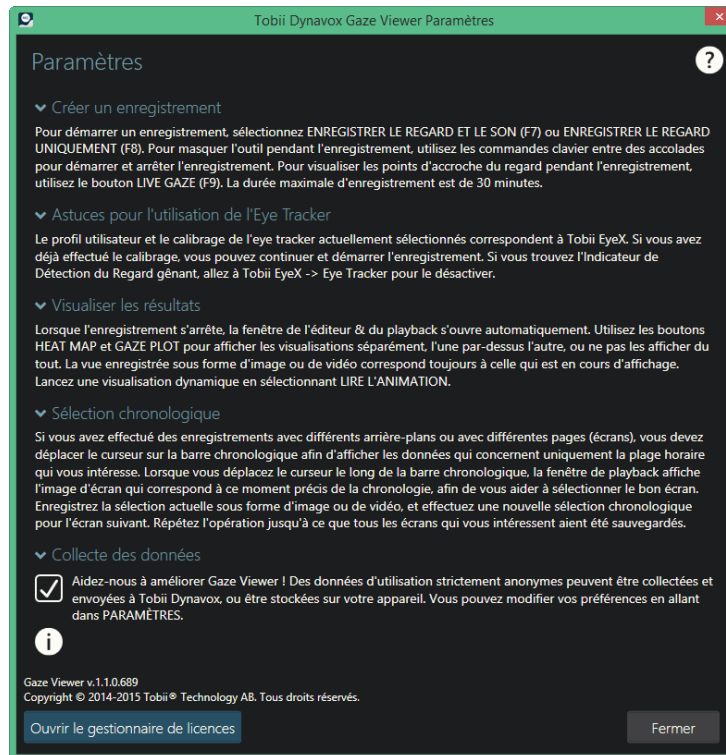 Tobii Dynavox Gaze Viewer Paramètres
Paramètres
Créer un enregistrement
Pour démarrer un enregistrement, sélectionnez ENREGISTRER LE REGARD ET LE SON (F7) ou ENREGISTRER LE REGARD
UNIQUEMENT (F8). Pour masquer l'outil pendant l'enregistrement, utilisez les commandes clavier entre des accolades
pour démarrer et arrêter l'enregistrement. Pour visualiser les points d'accroche du regard pendant l'enregistrement,
utilisez le bouton LIVE GAZE (F9). La durée maximale d'enregistrement est de 30 minutes.
Astuces pour l'utilisation de l'Eye Tracker
Le profil utilisateur et le calibrage de l'eye tracker actuellement sélectionnés correspondent à Tobii EyeX. Si vous avez
déjà effectué le calibrage, vous pouvez continuer et démarrer l'enregistrement. Si vous trouvez l'Indicateur de
Détection du Regard gênant, allez à Tobii EyeX -> Eye Tracker pour le désactiver.
Visualiser les résultats
Lorsque l'enregistrement s'arrête, la fenêtre de l'éditeur & du playback s'ouvre automatiquement. Utilisez les boutons
HEAT MAP et GAZE PLOT pour afficher les visualisations séparément, l'une par-dessus l'autre, ou ne pas les afficher du
tout. La vue enregistrée sous forme d'image ou de vidéo correspond toujours à celle qui est en cours d'affichage.
Lancez une visualisation dynamique en sélectionnant LIRE L'ANIMATION.
Sélection chronologique
Si vous avez effectué des enregistrements avec différents arrière-plans ou avec différentes pages (écrans), vous devez
déplacer le curseur sur la barre chronologique afin d'afficher les données qui concernent uniquement la plage horaire
qui vous intéresse. Lorsque vous déplacez le curseur le long de la barre chronologique, la fenêtre de playback affiche
l'image d'écran qui correspond à ce moment précis de la chronologie, afin de vous aider à sélectionner le bon écran.
Enregistrez la sélection actuelle sous forme d'image ou de vidéo, et effectuez une nouvelle sélection chronologique
pour l'écran suivant. Répétez l'opération jusqu'à ce que tous les écrans qui vous intéressent aient été sauvegardés.
Collecte des données
Aidez-nous à améliorer Gaze Viewer ! Des données d'utilisation strictement anonymes peuvent être collectées et
envoyées à Tobii Dynavox, ou être stockées sur votre appareil. Vous pouvez modifier vos préférences en allant
dans PARAMÈTRES.
Gaze Viewer v.1.1.0.689
Copyright © 2014-2015 Tobii® Technology AB. Tous droits réservés.
Ouvrir le gestionnaire de licences
Fermer